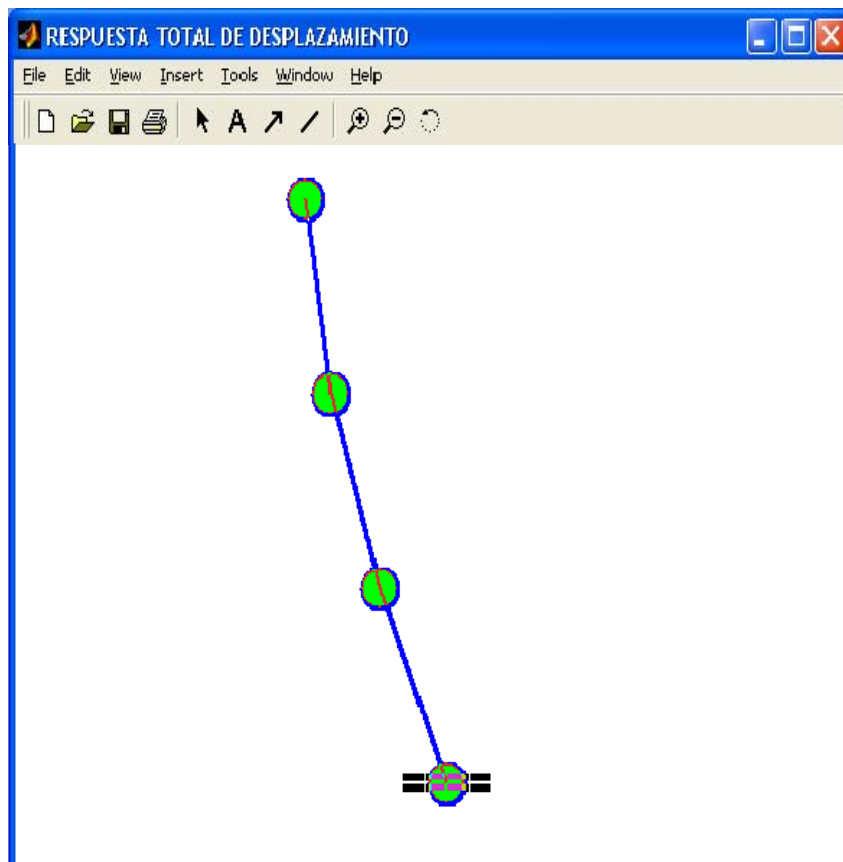 RESPUESTA TOTAL DE DESPLAZAMIENTO
File Edit View Insert Tools Window Help
A